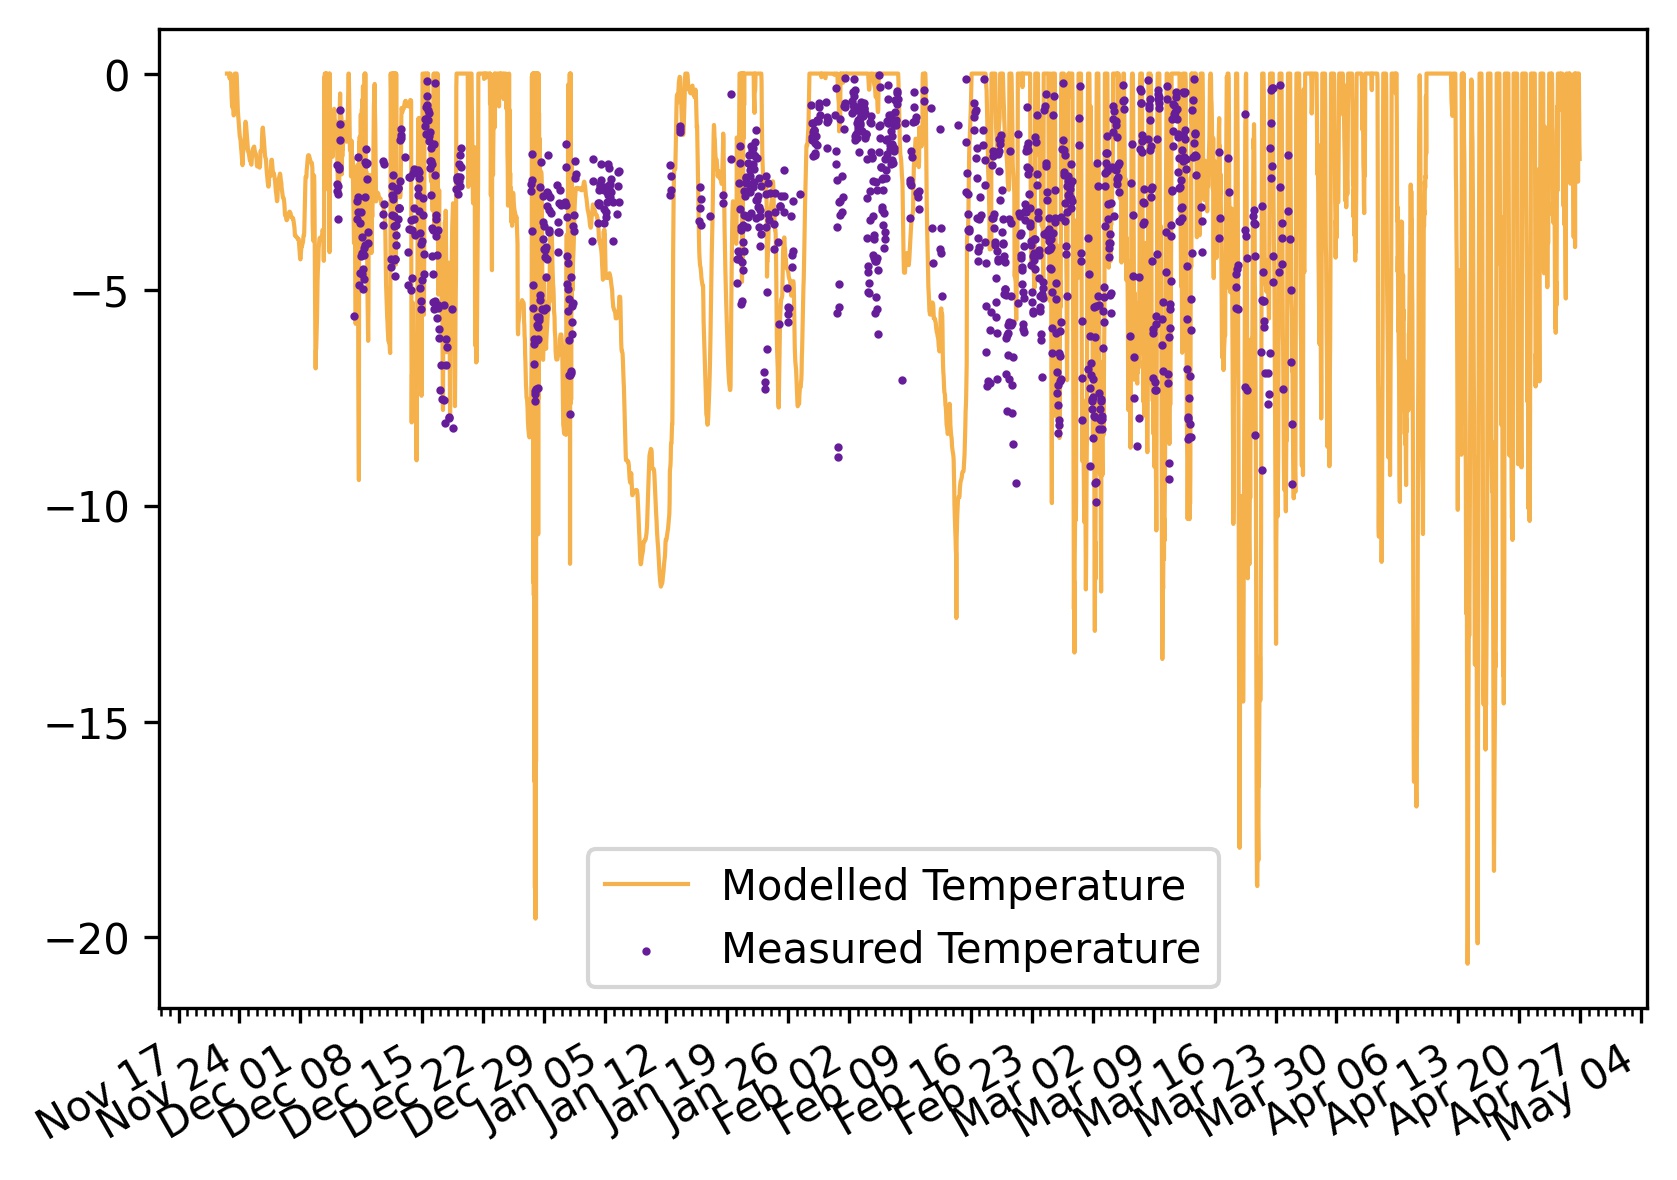 0
−5
−10
−15
−20
Modelled Temperature
Measured Temperature
Nov 17
Nov 24
Dec 01
Dec 08
Dec 15
Dec 22
Dec 29
Jan 05
Jan 12
Jan 19
Jan 26
Feb 02
Feb 09
Feb 16
Feb 23
Mar 02
Mar 09
Mar 16
Mar 23
Mar 30
Apr 06
Apr 13
Apr 20
Apr 27
May 04